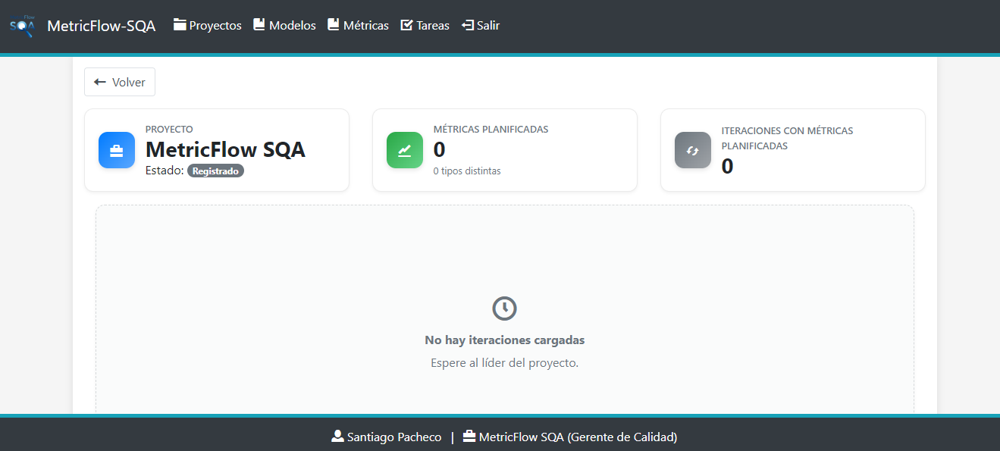 Flow
SQA
MetricFlow-SQA Proyectos Modelos Métricas Tareas Salir
Volver
PROYECTO
MetricFlow SQA
Estado: Registrado
MÉTRICAS PLANIFICADAS
0
0 tipos distintas
ITERACIONES CON MÉTRICAS
PLANIFICADAS
0
No hay iteraciones cargadas
Espere al líder del proyecto.
Santiago Pacheco | MetricFlow SQA (Gerente de Calidad)